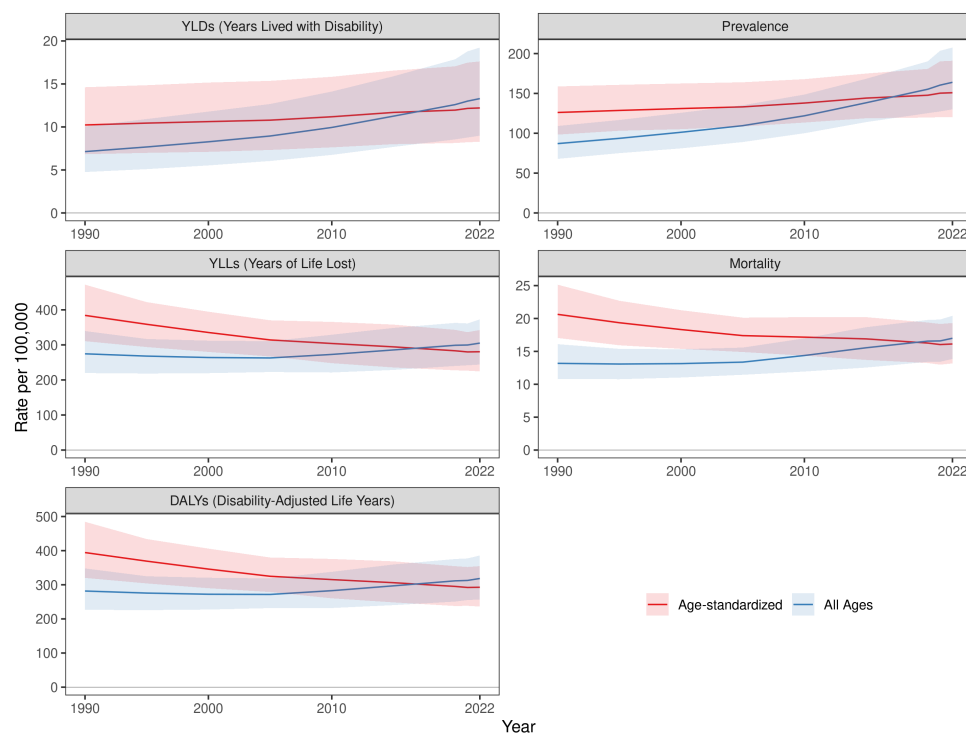 YLDs (Years Lived with Disability)
20
15
10
5
0
1990 2000 2010 2022
Prevalence
200
150
100
50
0
1990 2000 2010 2022
Rate per 100,000
YLLs (Years of Life Lost)
400
300
200
100
0
1990 2000 2010 2022
Mortality
25
20
15
10
5
0
1990 2000 2010 2022
DALYs (Disability-Adjusted Life Years)
500
400
300
200
100
0
1990 2000 2010 2022
Age-standardized All Ages
Year